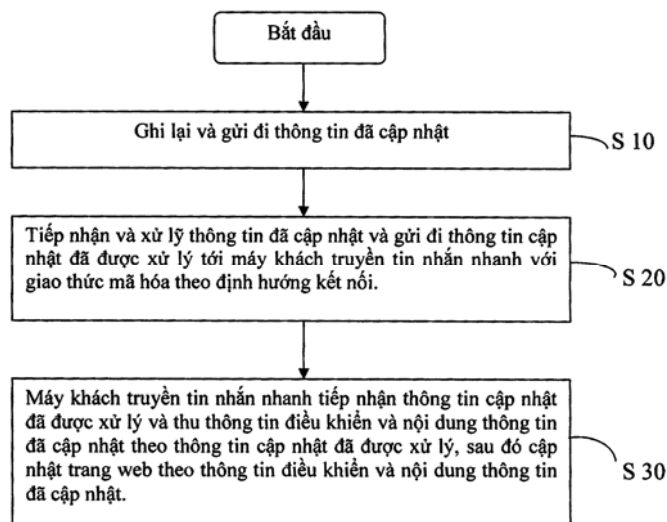 Bắt đầu
Ghi lại và gửi đi thông tin đã cập nhật
S 10
Tiếp nhận và xử lỹ thông tin đã cập nhật và gửi đi thông tin cập
nhật đã được xử lý tới máy khách truyền tin nhắn nhanh với
giao thức mã hóa theo định hướng kết nối.
S 20
Máy khách truyền tin nhắn nhanh tiếp nhận thông tin cập nhật
đã được xử lý và thu thông tin điều khiển và nội dung thông tin
đã cập nhật theo thông tin cập nhật đã được xử lý, sau đó cập
nhật trang web theo thông tin điều khiển và nội dung thông tin
đã cập nhật.
S 30